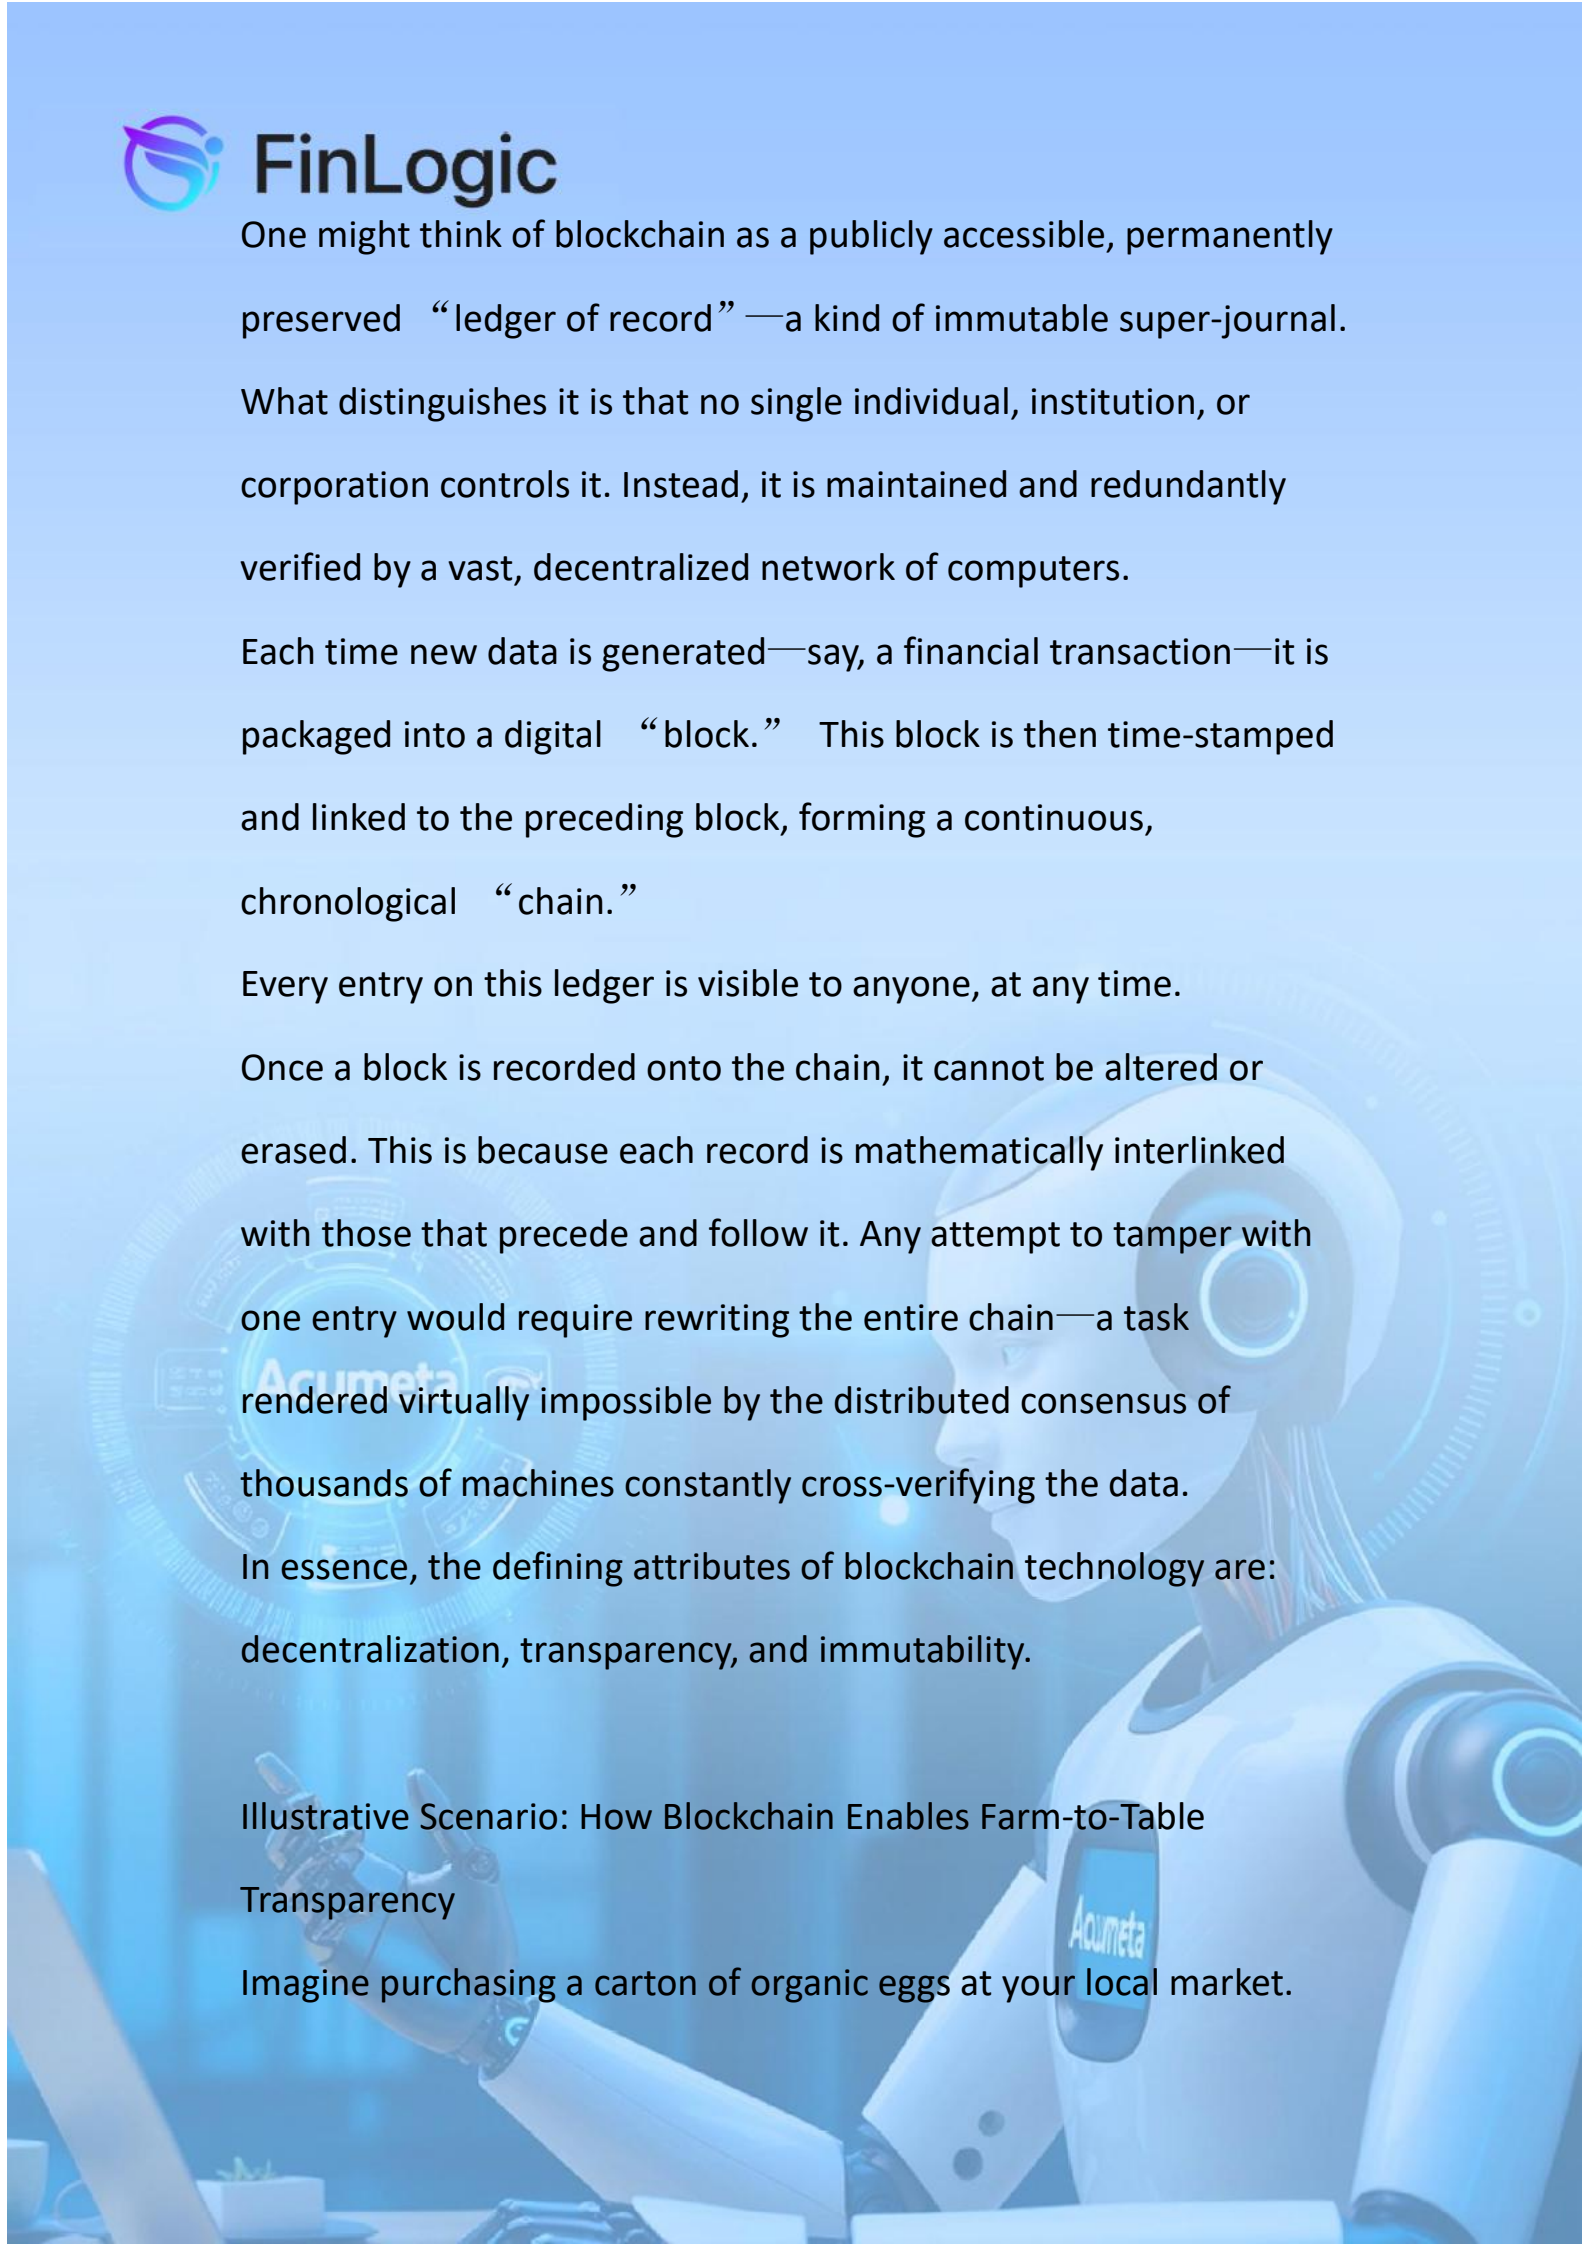 FinLogic
One might think of blockchain as a publicly accessible, permanently
preserved “ledger of record”—a kind of immutable super-journal.
What distinguishes it is that no single individual, institution, or
corporation controls it. Instead, it is maintained and redundantly
verified by a vast, decentralized network of computers.
Each time new data is generated—say, a financial transaction—it is
packaged into a digital “block.” This block is then time-stamped
and linked to the preceding block, forming a continuous,
chronological “chain.”
Every entry on this ledger is visible to anyone, at any time.
Once a block is recorded onto the chain, it cannot be altered or
erased. This is because each record is mathematically interlinked
with those that precede and follow it. Any attempt to tamper with
one entry would require rewriting the entire chain—a task
Acumeta
rendered virtually impossible by the distributed consensus of
thousands of machines constantly cross-verifying the data.
In essence, the defining attributes of blockchain technology are:
decentralization, transparency, and immutability.
Illustrative Scenario: How Blockchain Enables Farm-to-Table
Transparency
Acumeta
Imagine purchasing a carton of organic eggs at your local market.